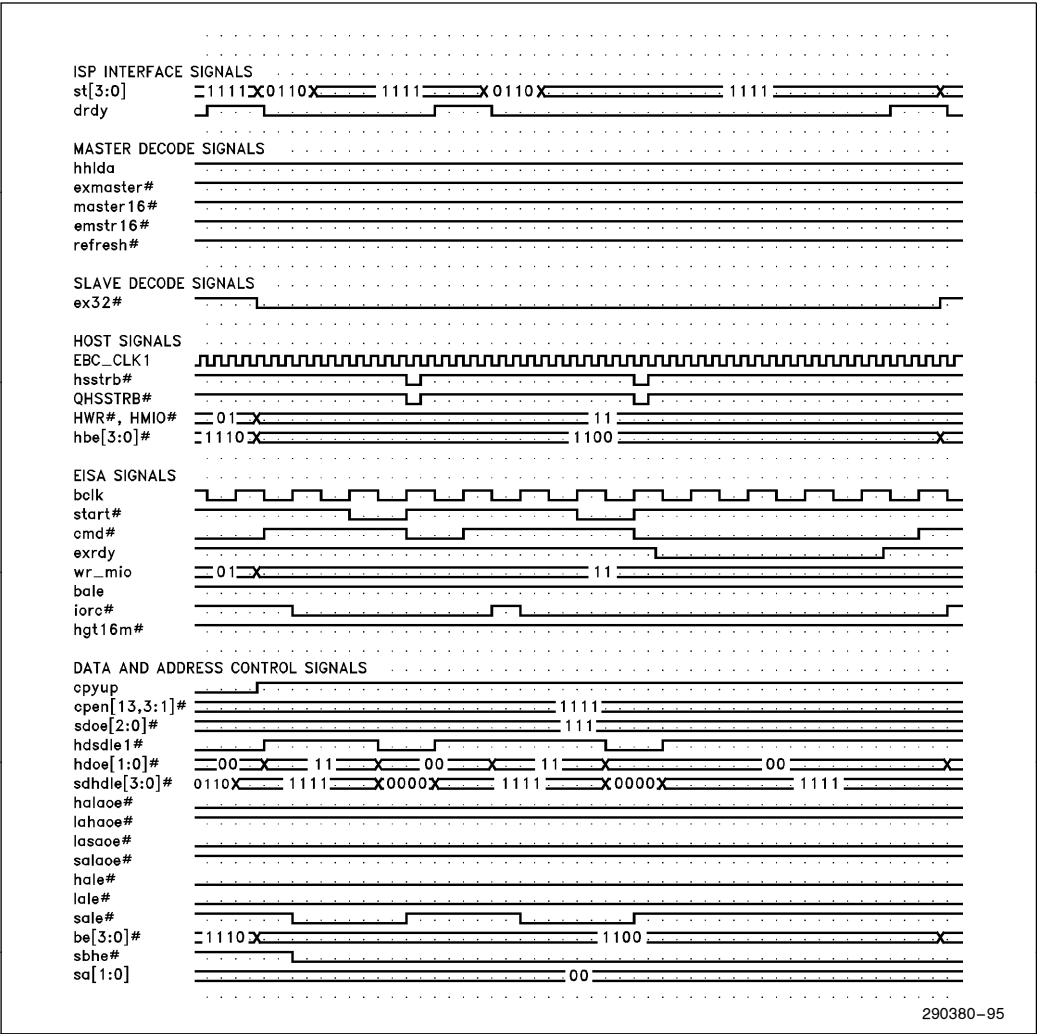 ISP INTERFACE SIGNALS
st[3:0] 1111 0110 1111 0110 1111
drdy
MASTER DECODE SIGNALS
hhlda
exmaster#
master16#
emstr16#
refresh#
SLAVE DECODE SIGNALS
ex32#
HOST SIGNALS
EBC_CLK1
hsstrb#
QHSSTRB#
HWR#, HMIO# 01 11
hbe[3:0]# 1110 1100
EISA SIGNALS
bclk
start#
cmd#
exrdy
wr_mio 01 11
bale
iorc#
hgt16m#
DATA AND ADDRESS CONTROL SIGNALS
cpyup
cpen[13,3:1]# 1111
sdoe[2:0]# 111
hdsdle1#
hdoe[1:0]# 00 11 00 11 00
sdhdle[3:0]# 0110 1111 0000 1111 0000 1111
halaoe#
lahaoe#
lasaoe#
salaoe#
hale#
lale#
sale#
be[3:0]# 1110 1100
sbhe#
sa[1:0] 00
290380-95